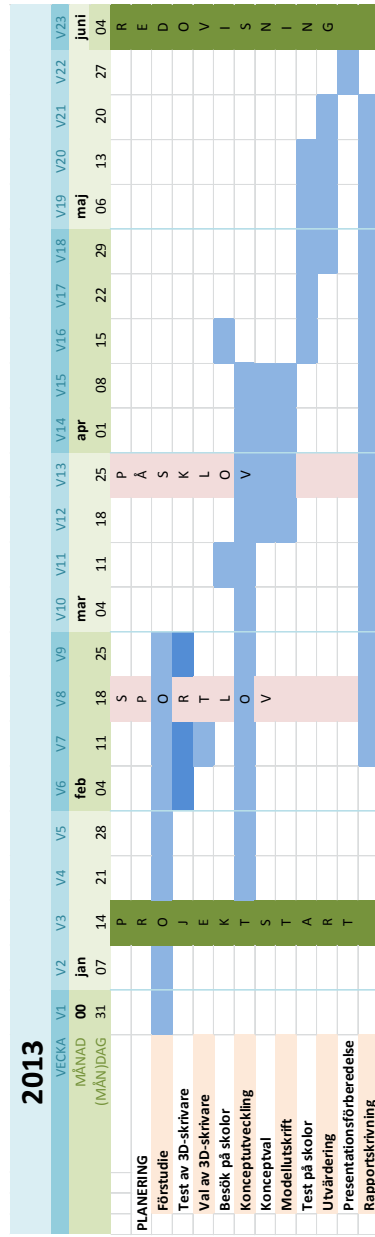 2013
VECKA V1 V2 V3 V4 V5 V6 V7 V8 V9 V10 V11 V12 V13 V14 V15 V16 V17 V18 V19 V20 V21 V22 V23
MÅNAD 00 jan feb mar apr maj juni
(MÅN)DAG 31 07 14 21 28 04 11 18 25 04 11 18 25 01 08 15 22 29 06 13 20 27 04
P S P R
PLANERING R P Å E
Förstudie O O S D
Test av 3D-skrivare J R K O
Val av 3D-skrivare E T L V
Besök på skolor K L O I
Konceptutveckling T O V S
Konceptval S V N
Modellutskrift T I
Test på skolor A N
Utvärdering R G
Presentationsförberedelse T
Rapportskrivning